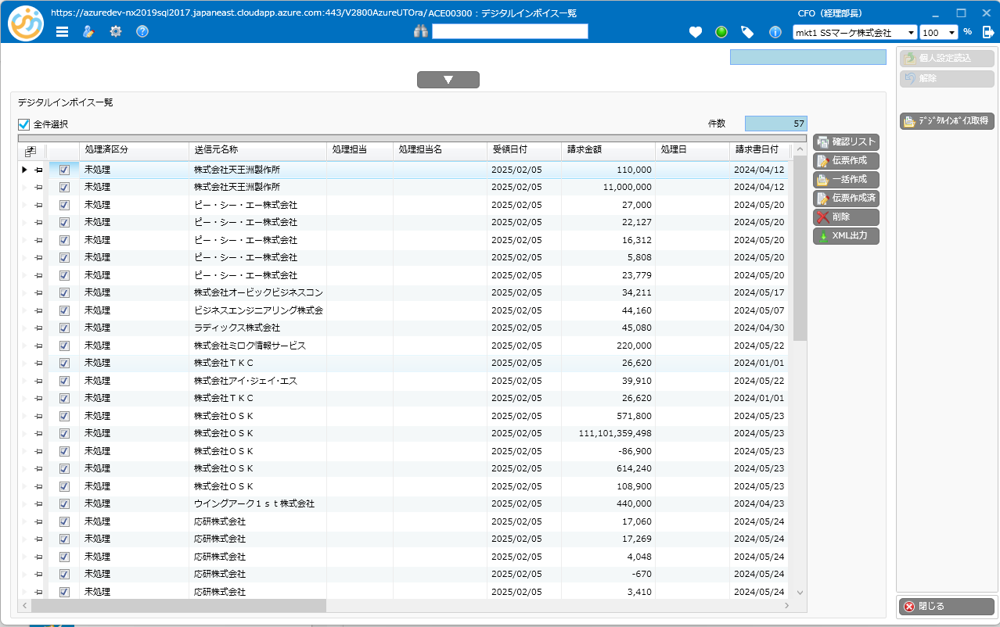 https://azuredev-nx2019sql2017.japaneast.cloudapp.azure.com:443/V2800AzureUTOra/ACE00300：デジタルインボイス一覧
CFO（経理部長）
mkt1 SSマーケ株式会社 100 %
個人設定読込
解除
ﾃﾞｼﾞﾀﾙｲﾝﾎﾞｲｽ取得
デジタルインボイス一覧
全件選択 件数 57
処理済区分 送信元名称 処理担当 処理担当名 受領日付 請求金額 処理日 請求書日付
未処理 株式会社天王洲製作所 2025/02/05 110,000 2024/04/12
未処理 株式会社天王洲製作所 2025/02/05 11,000,000 2024/04/12
未処理 ピー・シー・エー株式会社 2025/02/05 27,000 2024/05/20
未処理 ピー・シー・エー株式会社 2025/02/05 22,127 2024/05/20
未処理 ピー・シー・エー株式会社 2025/02/05 16,312 2024/05/20
未処理 ピー・シー・エー株式会社 2025/02/05 5,808 2024/05/20
未処理 ピー・シー・エー株式会社 2025/02/05 23,779 2024/05/20
未処理 株式会社オービックビジネスコン 2025/02/05 34,211 2024/05/17
未処理 ビジネスエンジニアリング株式会 2025/02/05 44,160 2024/05/07
未処理 ラディックス株式会社 2025/02/05 45,080 2024/04/30
未処理 株式会社ミロク情報サービス 2025/02/05 220,000 2024/05/22
未処理 株式会社ＴＫＣ 2025/02/05 26,620 2024/01/01
未処理 株式会社アイ・ジェイ・エス 2025/02/05 39,910 2024/05/22
未処理 株式会社ＴＫＣ 2025/02/05 26,620 2024/01/01
未処理 株式会社ＯＳＫ 2025/02/05 571,800 2024/05/23
未処理 株式会社ＯＳＫ 2025/02/05 111,101,359,498 2024/05/23
未処理 株式会社ＯＳＫ 2025/02/05 -86,900 2024/05/23
未処理 株式会社ＯＳＫ 2025/02/05 614,240 2024/05/23
未処理 株式会社ＯＳＫ 2025/02/05 108,900 2024/05/23
未処理 ウイングアーク１ｓｔ株式会社 2025/02/05 440,000 2024/04/23
未処理 応研株式会社 2025/02/05 17,060 2024/05/24
未処理 応研株式会社 2025/02/05 17,269 2024/05/24
未処理 応研株式会社 2025/02/05 4,048 2024/05/24
未処理 応研株式会社 2025/02/05 -670 2024/05/24
未処理 応研株式会社 2025/02/05 3,410 2024/05/24
確認リスト
伝票作成
一括作成
伝票作成済
削除
XML出力
閉じる